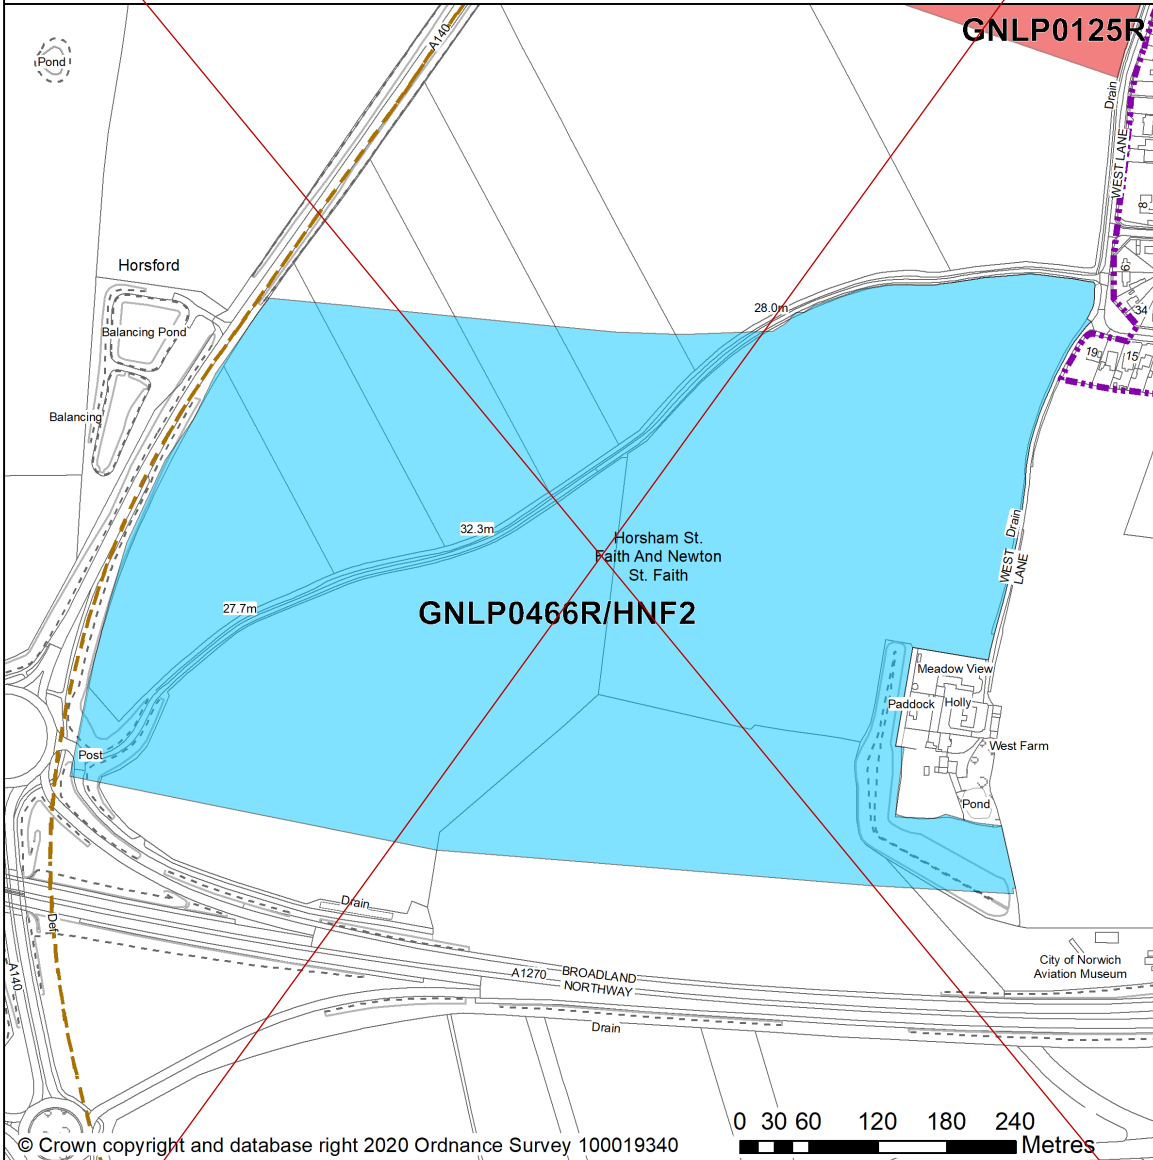 GNLP0125R
A140
Pond
Drain
WEST LANE
8
Horsford
6
28.0m
34
Balancing Pond
19
15
Balancing
32.3m
Drain
Horsham St.
Faith And Newton
St. Faith
WEST
LANE
27.7m
GNLP0466R/HNF2
Meadow View
Paddock
Holly
West Farm
Post
Pond
Drain
Def
City of Norwich
Aviation Museum
A140
A1270
BROADLAND
NORTHWAY
Drain
0 30 60 120 180 240
Metres
© Crown copyright and database right 2020 Ordnance Survey 100019340